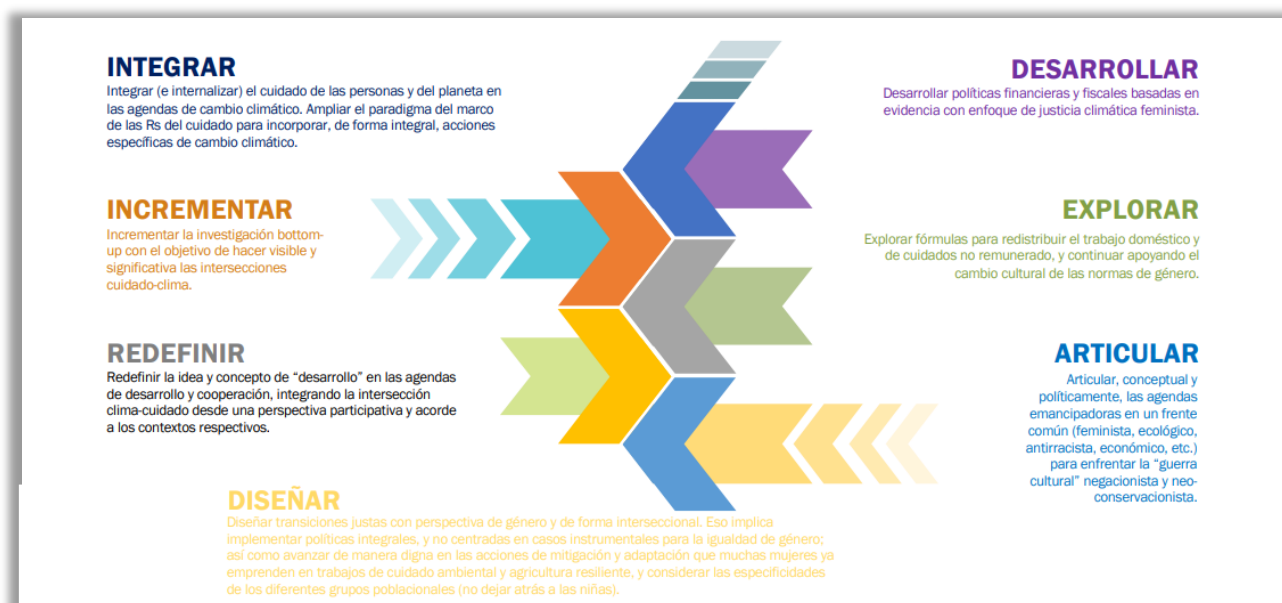 INTEGRAR
Integrar (e internalizar) el cuidado de las personas y del planeta en
las agendas de cambio climático. Ampliar el paradigma del marco
de las Rs del cuidado para incorporar, de forma integral, acciones
específicas de cambio climático.
DESARROLLAR
Desarrollar políticas financieras y fiscales basadas en
evidencia con enfoque de justicia climática feminista.
INCREMENTAR
Incrementar la investigación bottom-
up con el objetivo de hacer visible y
significativa las intersecciones
cuidado-clima.
EXPLORAR
Explorar fórmulas para redistribuir el trabajo doméstico y
de cuidados no remunerado, y continuar apoyando el
cambio cultural de las normas de género.
REDEFINIR
Redefinir la idea y concepto de “desarrollo” en las agendas
de desarrollo y cooperación, integrando la intersección
clima-cuidado desde una perspectiva participativa y acorde
a los contextos respectivos.
ARTICULAR
Articular, conceptual y
políticamente, las agendas
emancipadoras en un frente
común (feminista, ecológico,
antirracista, económico, etc.)
para enfrentar la “guerra
cultural” negacionista y neo-
conservacionista.
DISEÑAR
Diseñar transiciones justas con perspectiva de género y de forma interseccional. Eso implica
implementar políticas integrales, y no centradas en casos instrumentales para la igualdad de género;
así como avanzar de manera digna en las acciones de mitigación y adaptación que muchas mujeres ya
emprenden en trabajos de cuidado ambiental y agricultura resiliente, y considerar las especificidades
de los diferentes grupos poblacionales (no dejar atrás a las niñas).